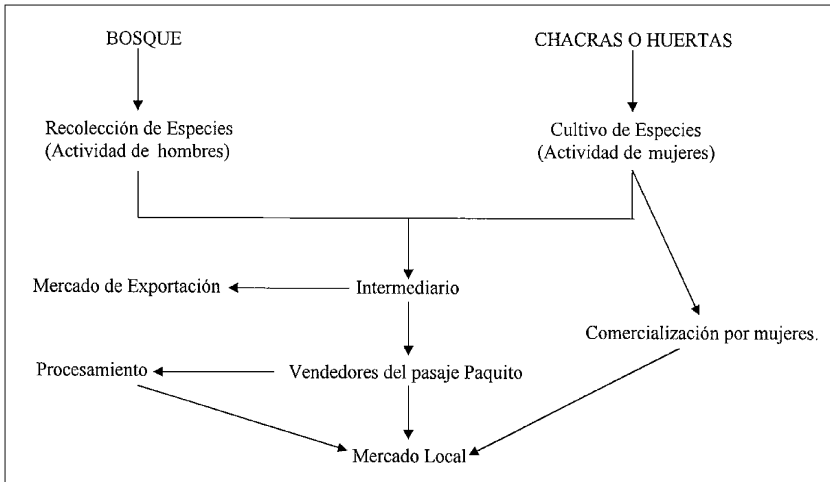 BOSQUE
CHACRAS O HUERTAS
Recolección de Especies
(Actividad de hombres)
Cultivo de Especies
(Actividad de mujeres)
Mercado de Exportación
Intermediario
Comercialización por mujeres.
Procesamiento
Vendedores del pasaje Paquito
Mercado Local